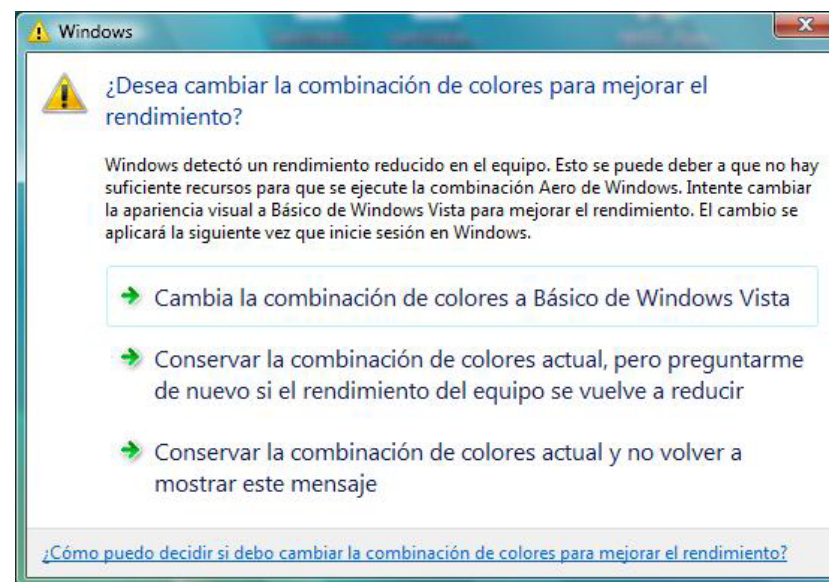 Windows
¿Desea cambiar la combinación de colores para mejorar el
rendimiento?
Windows detectó un rendimiento reducido en el equipo. Esto se puede deber a que no hay
suficiente recursos para que se ejecute la combinación Aero de Windows. Intente cambiar
la apariencia visual a Básico de Windows Vista para mejorar el rendimiento. El cambio se
aplicará la siguiente vez que inicie sesión en Windows.
Cambia la combinación de colores a Básico de Windows Vista
Conservar la combinación de colores actual, pero preguntarme
de nuevo si el rendimiento del equipo se vuelve a reducir
Conservar la combinación de colores actual y no volver a
mostrar este mensaje
¿Cómo puedo decidir si debo cambiar la combinación de colores para mejorar el rendimiento?